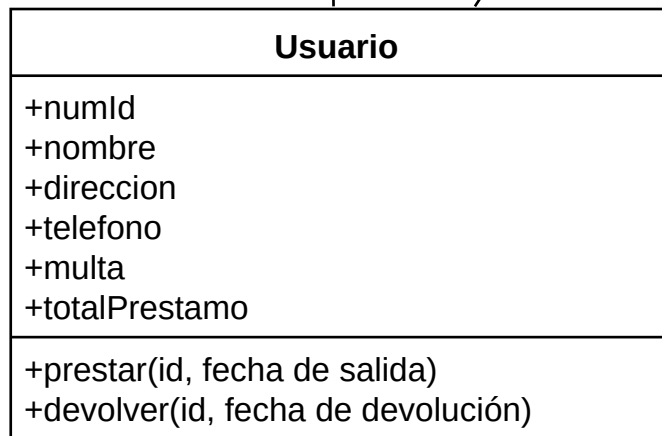 Usuario
+numId
+nombre
+direccion
+telefono
+multa
+totalPrestamo
+prestar(id, fecha de salida)
+devolver(id, fecha de devolución)